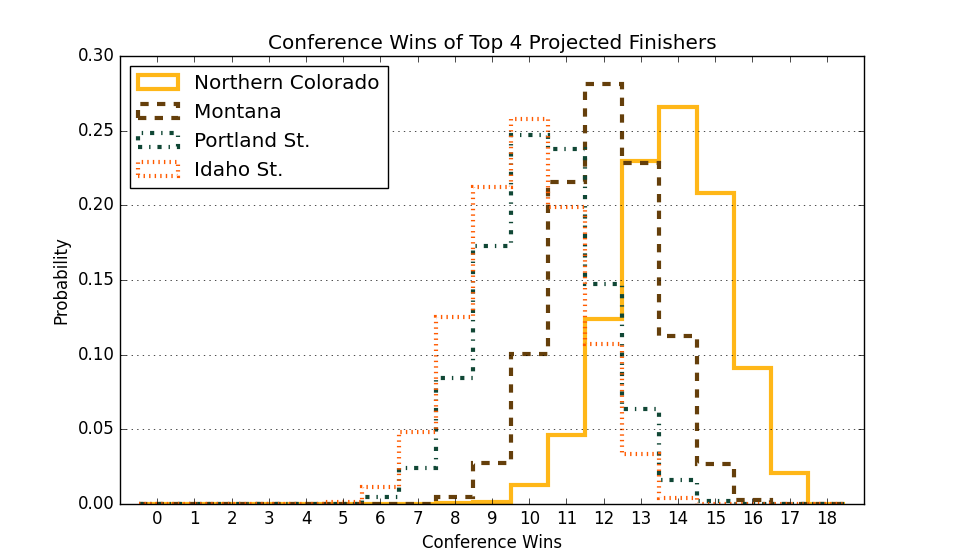 Conference Wins of Top 4 Projected Finishers
0.30
0.25
0.20
0.15
0.10
0.05
0.00
Probability
Northern Colorado
Montana
Portland St.
Idaho St.
0 1 2 3 4 5 6 7 8 9 10 11 12 13 14 15 16 17 18
Conference Wins